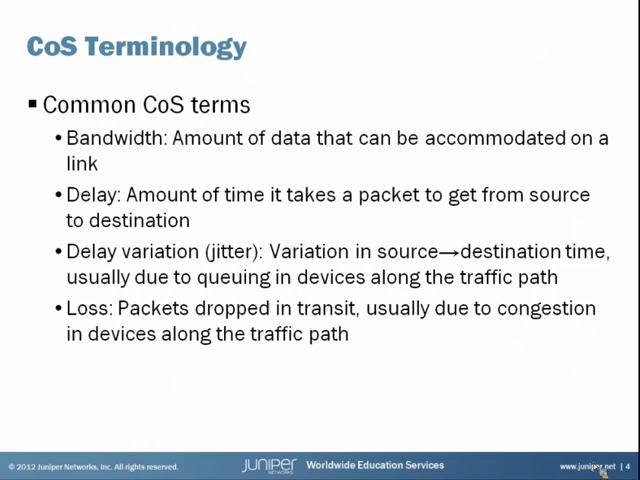 CoS Terminology
▪ Common CoS terms
• Bandwidth: Amount of data that can be accommodated on a
link
• Delay: Amount of time it takes a packet to get from source
to destination
• Delay variation (jitter): Variation in source→destination time,
usually due to queuing in devices along the traffic path
• Loss: Packets dropped in transit, usually due to congestion
in devices along the traffic path
© 2012 Juniper Networks, Inc. All rights reserved.
JUNIPER
NETWORKS
Worldwide Education Services
www.juniper.net | 4